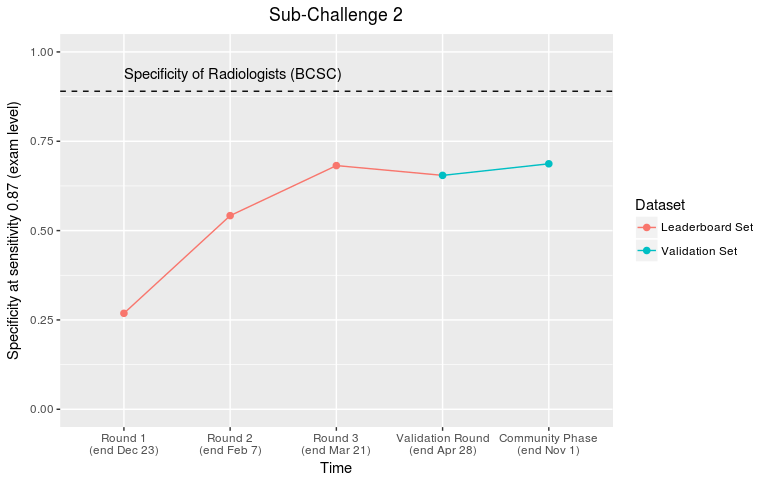 Sub-Challenge 2
Specificity at sensitivity 0.87 (exam level)
1.00
0.75
0.50
0.25
0.00
Specificity of Radiologists (BCSC)
Round 1
(end Dec 23)
Round 2
(end Feb 7)
Round 3
(end Mar 21)
Validation Round
(end Apr 28)
Community Phase
(end Nov 1)
Time
Dataset
Leaderboard Set
Validation Set